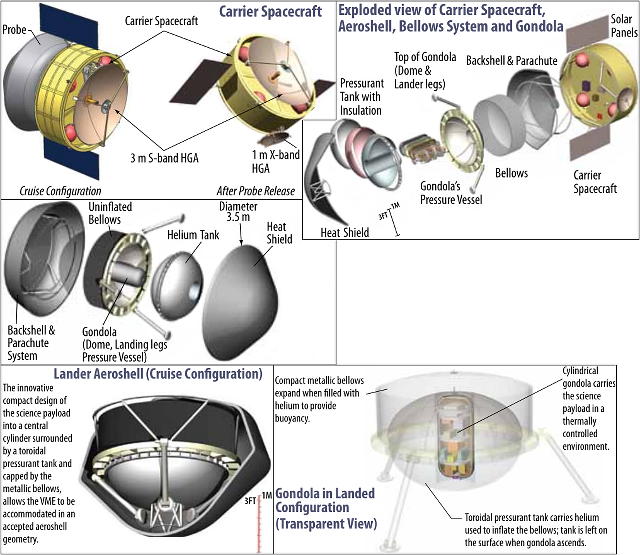 Carrier Spacecraft
Probe
Carrier Spacecraft
3 m S-band HGA
1 m X-band
HGA
Cruise Configuration
After Probe Release
Exploded view of Carrier Spacecraft,
Aeroshell, Bellows System and Gondola
Solar
Panels
Top of Gondola
(Dome &
Lander legs)
Backshell & Parachute
Pressurant
Tank with
Insulation
Bellows
Gondola's
Pressure Vessel
Carrier
Spacecraft
Heat Shield
3FT
1M
Uninflated
Bellows
Helium Tank
Diameter
3.5 m
Heat
Shield
Backshell &
Parachute
System
Gondola
(Dome, Landing legs
Pressure Vessel)
Lander Aeroshell (Cruise Configuration)
The innovative
compact design of
the science payload
into a central
cylinder surrounded
by a toroidal
pressurant tank and
capped by the
metallic bellows,
allows the VME to be
accommodated in an
accepted aeroshell
geometry.
3FT
1M
Compact metallic bellows
expand when filled with
helium to provide
buoyancy.
Cylindrical
gondola carries
the science
payload in a
thermally
controlled
environment.
Gondola in Landed
Configuration
(Transparent View)
Toroidal pressurant tank carries helium
used to inflate the bellows; tank is left on
the surface when gondola ascends.